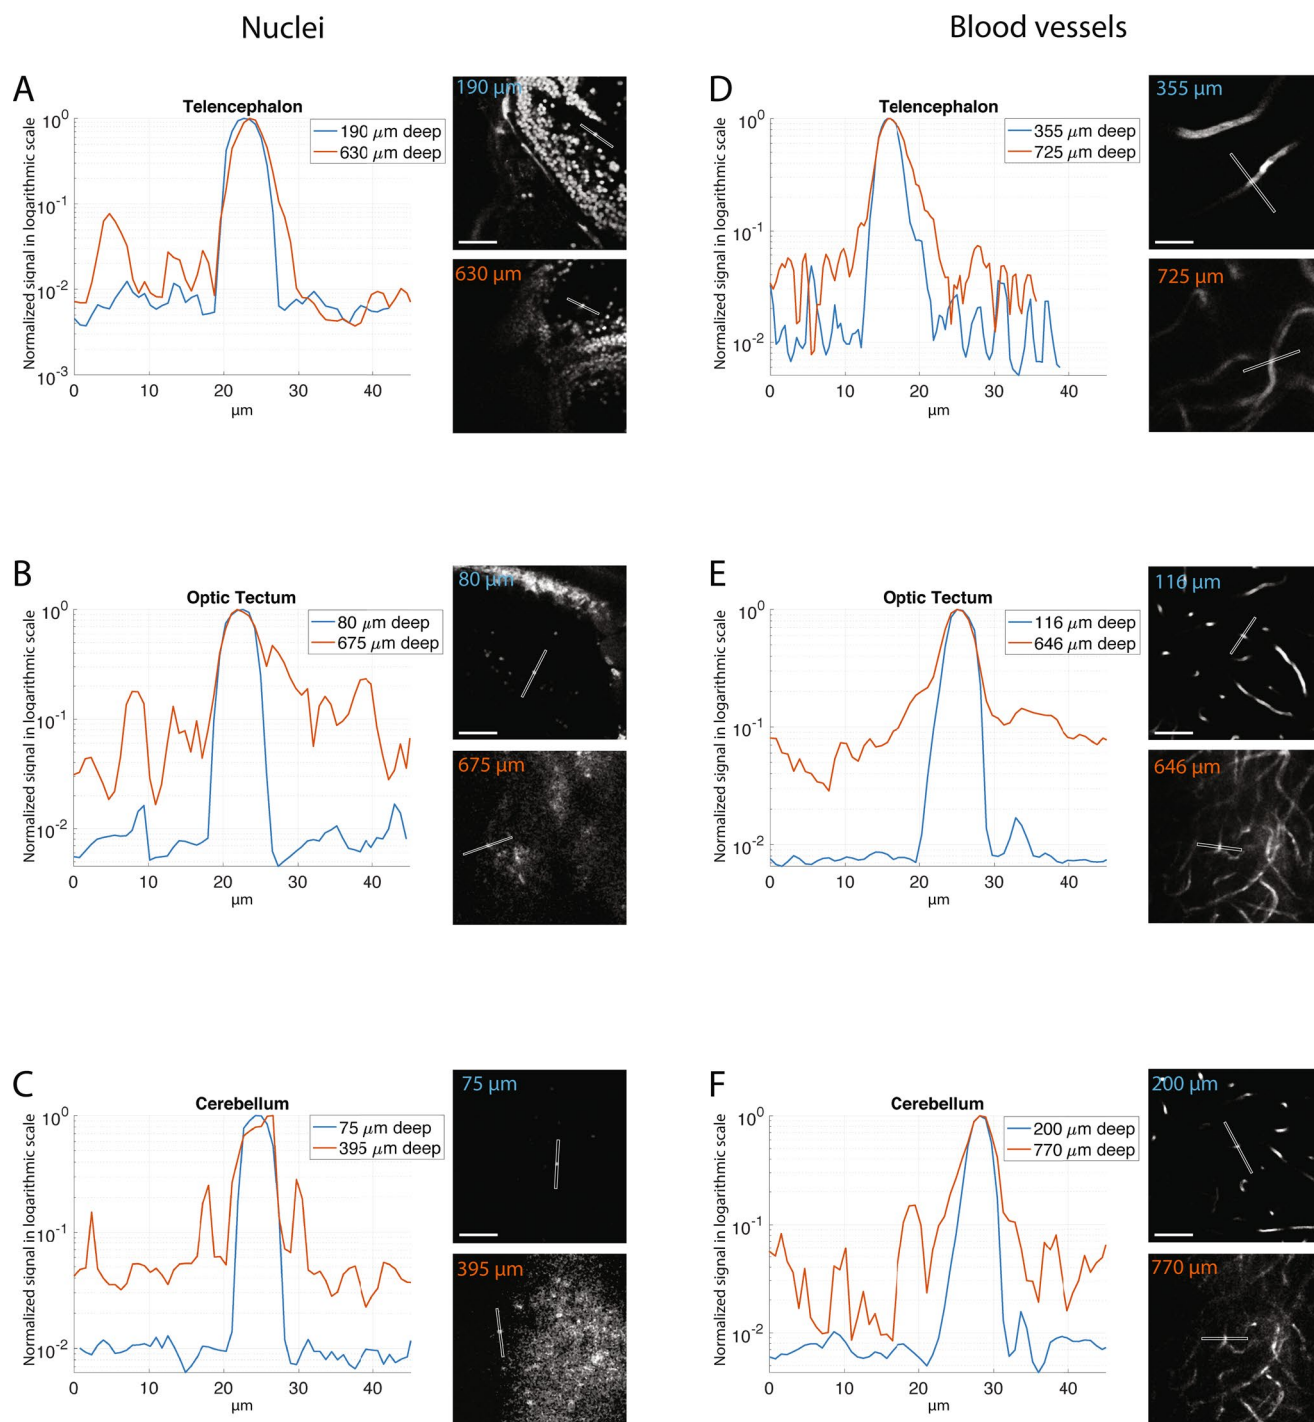 Nuclei
Blood vessels
A
Telencephalon
Normalized signal in logarithmic scale
10^0
10^-1
10^-2
10^-3
0 10 20 30 40
μm
190 μm deep
630 μm deep
190 μm
630 μm
D
Telencephalon
Normalized signal in logarithmic scale
10^0
10^-1
10^-2
0 10 20 30 40
μm
355 μm deep
725 μm deep
355 μm
725 μm
B
Optic Tectum
Normalized signal in logarithmic scale
10^0
10^-1
10^-2
0 10 20 30 40
μm
80 μm deep
675 μm deep
80 μm
675 μm
E
Optic Tectum
Normalized signal in logarithmic scale
10^0
10^-1
10^-2
0 10 20 30 40
μm
116 μm deep
646 μm deep
116 μm
646 μm
C
Cerebellum
Normalized signal in logarithmic scale
10^0
10^-1
10^-2
0 10 20 30 40
μm
75 μm deep
395 μm deep
75 μm
395 μm
F
Cerebellum
Normalized signal in logarithmic scale
10^0
10^-1
10^-2
0 10 20 30 40
μm
200 μm deep
770 μm deep
200 μm
770 μm